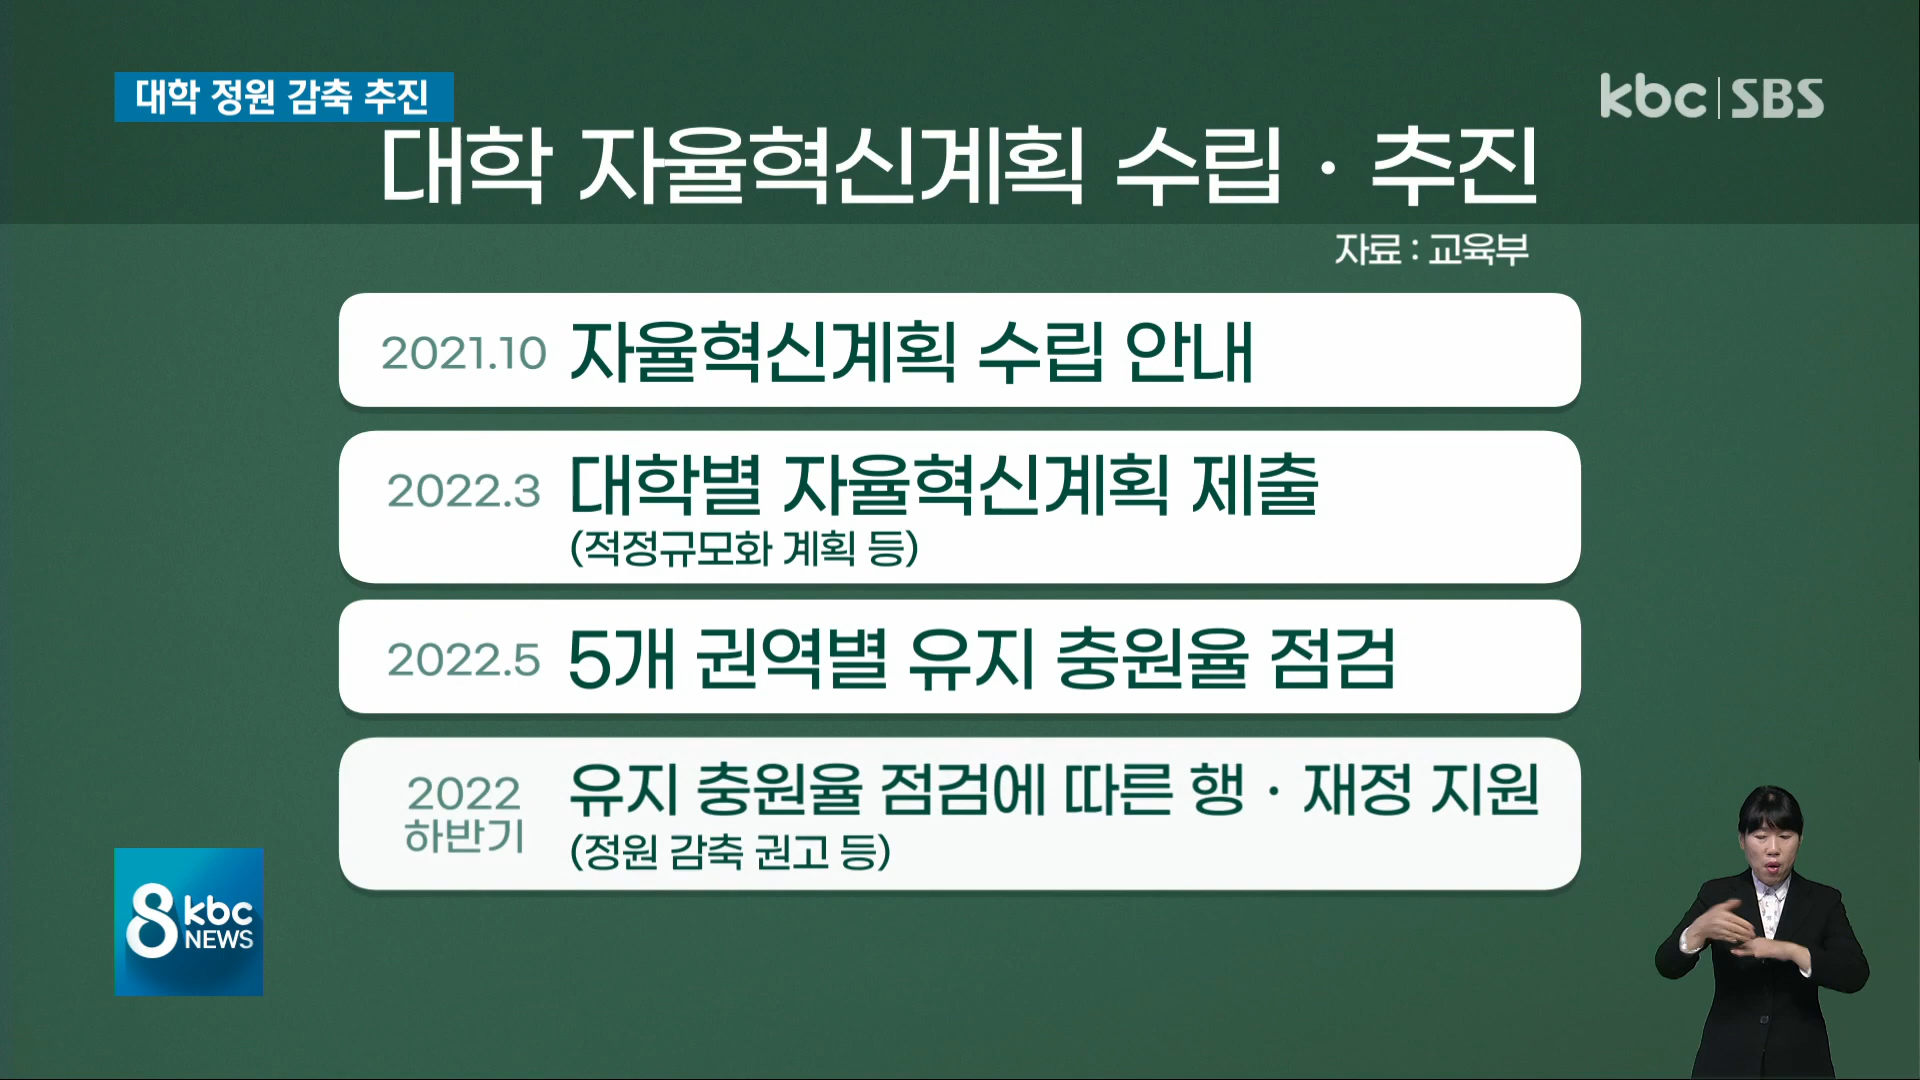 대학 정원 감축 추진
kbc SBS
대학 자율혁신계획 수립 · 추진
자료 : 교육부
2021.10 자율혁신계획 수립 안내
2022.3 대학별 자율혁신계획 제출
(적정규모화 계획 등)
2022.5 5개 권역별 유지 충원율 점검
2022 하반기 유지 충원율 점검에 따른 행 · 재정 지원
(정원 감축 권고 등)
8 kbc
NEWS